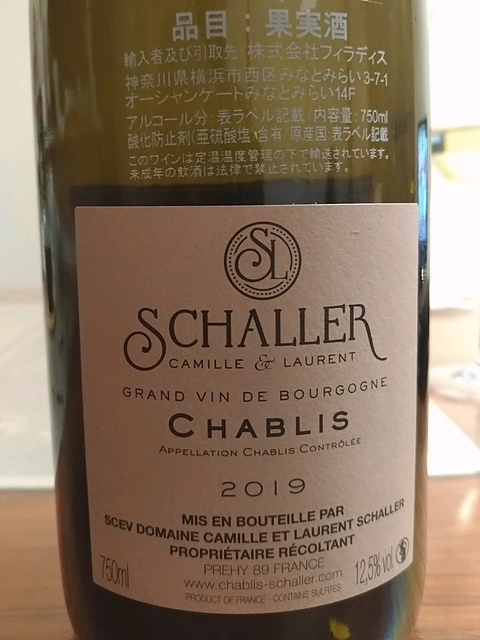 品目：果実酒
輸入者及び引取先：株式会社フィラディス
神奈川県横浜市西区みなとみらい3-7-1
オーシャンゲートみなとみらい14F
アルコール分：表ラベル記載 内容量：750ml
酸化防止剤(亜硫酸塩)含有 原産国：表ラベル記載
このワインは定温温度管理の下で輸送されています。
未成年の飲酒は法律で禁止されています。
SL
SCHALLER
CAMILLE & LAURENT
GRAND VIN DE BOURGOGNE
CHABLIS
APPELLATION CHABLIS CONTRÔLÉE
2019
MIS EN BOUTEILLE PAR
SCEV DOMAINE CAMILLE ET LAURENT SCHALLER
PROPRIÉTAIRE RÉCOLTANT
PREHY 89 FRANCE
750ml www.chablis-schaller.com 12,5% vol
PRODUCT OF FRANCE - CONTAINS SULFITES